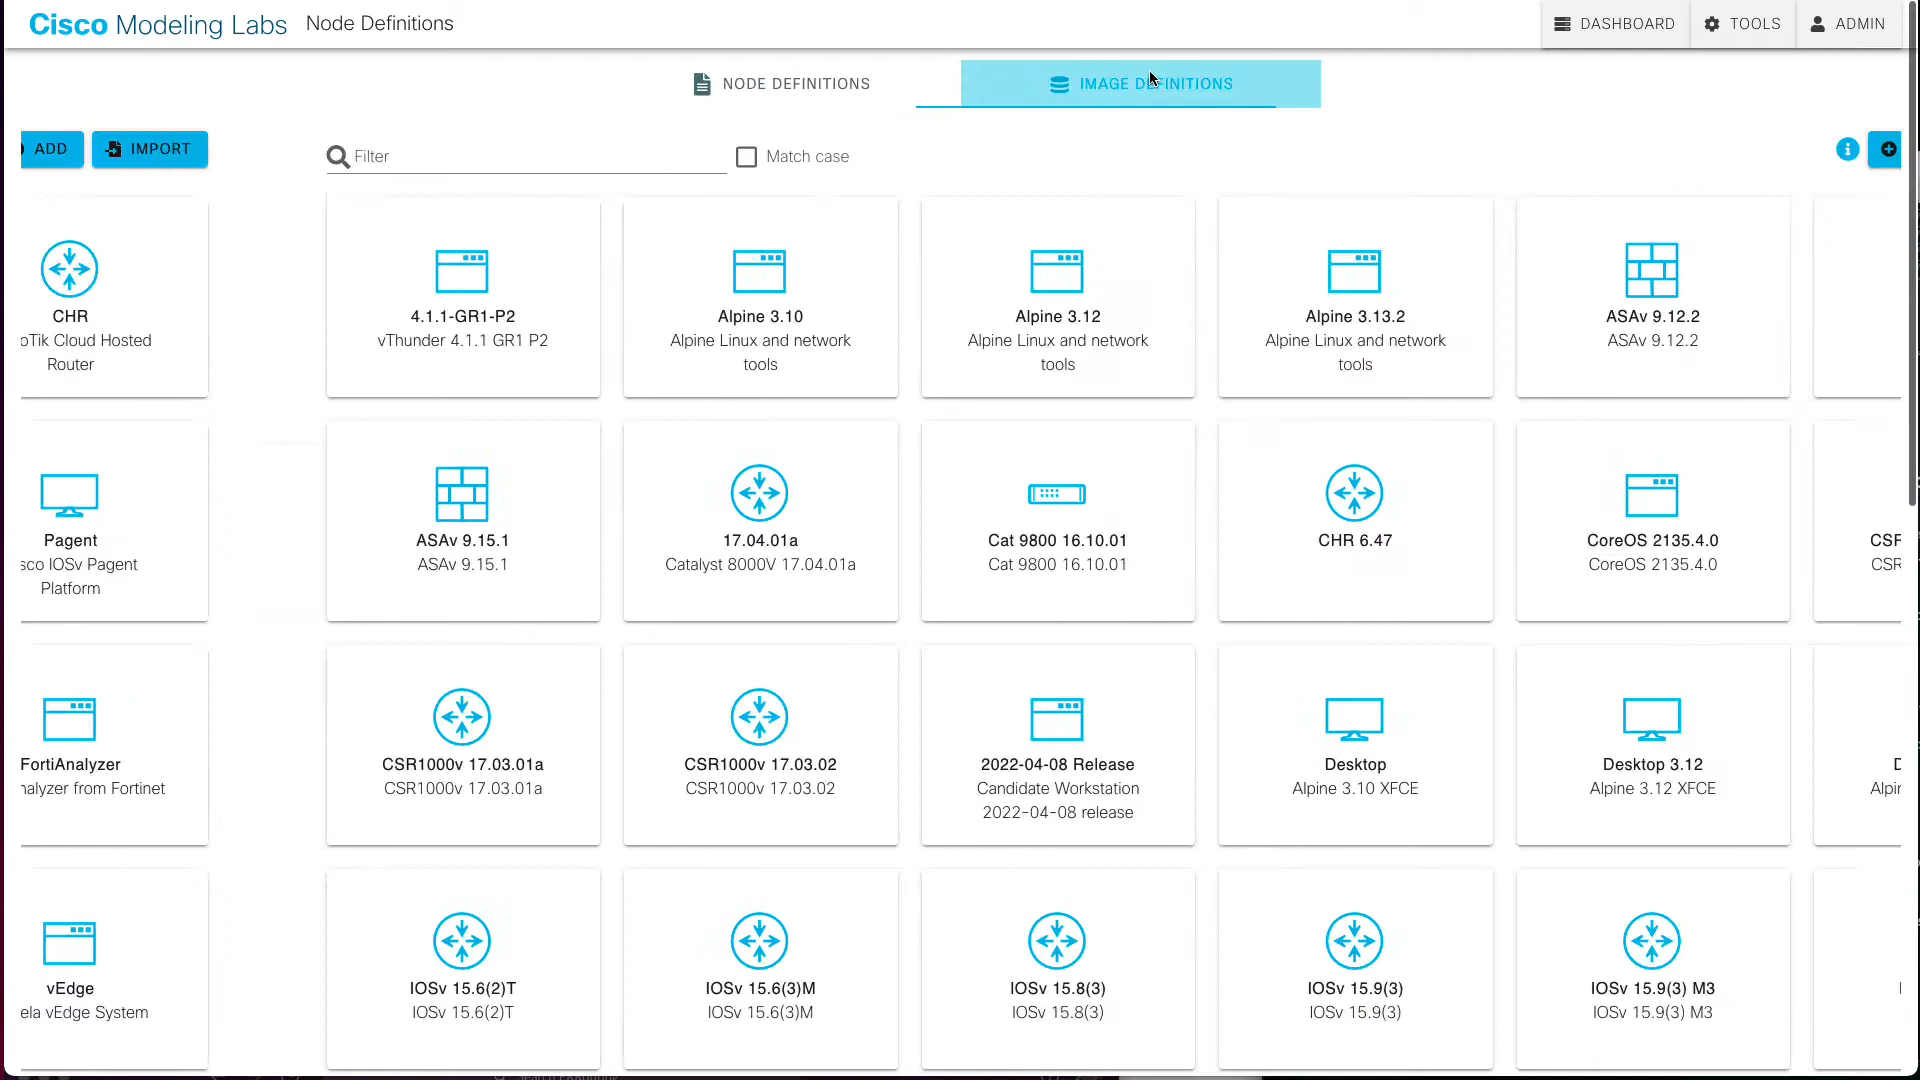 Cisco Modeling Labs Node Definitions
DASHBOARD TOOLS ADMIN
NODE DEFINITIONS IMAGE DEFINITIONS
ADD IMPORT Filter Match case
CHR
oTik Cloud Hosted
Router
4.1.1-GR1-P2
vThunder 4.1.1 GR1 P2
Alpine 3.10
Alpine Linux and network
tools
Alpine 3.12
Alpine Linux and network
tools
Alpine 3.13.2
Alpine Linux and network
tools
ASAv 9.12.2
ASAv 9.12.2
Pagent
sco IOSv Pagent
Platform
ASAv 9.15.1
ASAv 9.15.1
17.04.01a
Catalyst 8000V 17.04.01a
Cat 9800 16.10.01
Cat 9800 16.10.01
CHR 6.47
CoreOS 2135.4.0
CoreOS 2135.4.0
CSR
CSR
FortiAnalyzer
nalyzer from Fortinet
CSR1000v 17.03.01a
CSR1000v 17.03.01a
CSR1000v 17.03.02
CSR1000v 17.03.02
2022-04-08 Release
Candidate Workstation
2022-04-08 release
Desktop
Alpine 3.10 XFCE
Desktop 3.12
Alpine 3.12 XFCE
D
Alpin
vEdge
ela vEdge System
IOSv 15.6(2)T
IOSv 15.6(2)T
IOSv 15.6(3)M
IOSv 15.6(3)M
IOSv 15.8(3)
IOSv 15.8(3)
IOSv 15.9(3)
IOSv 15.9(3)
IOSv 15.9(3) M3
IOSv 15.9(3) M3